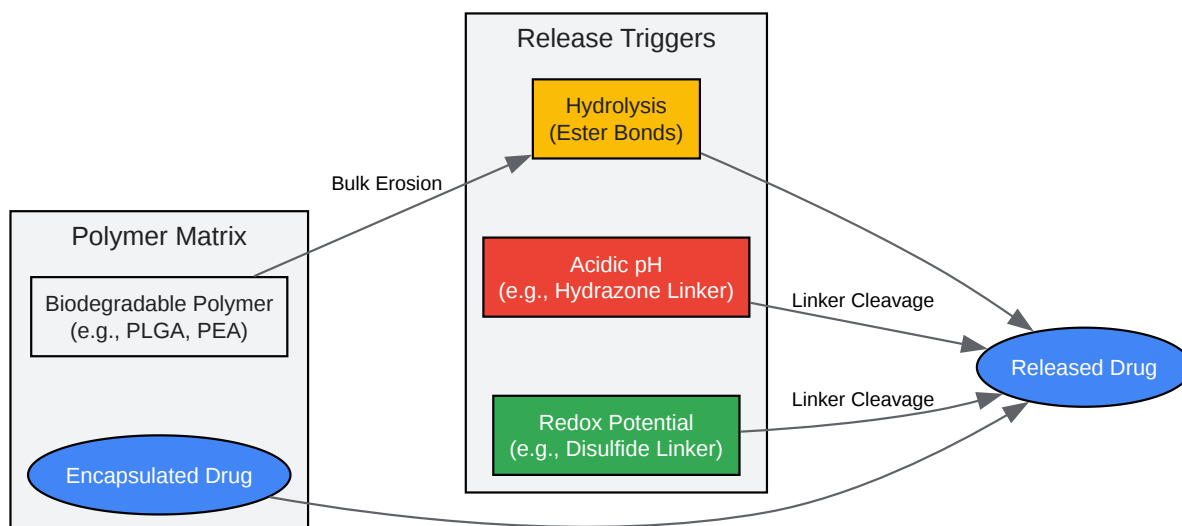 Release Triggers
Hydrolysis
(Ester Bonds)
Bulk Erosion
Polymer Matrix
Biodegradable Polymer
(e.g., PLGA, PEA)
Acidic pH
(e.g., Hydrazone Linker)
Linker Cleavage
Released Drug
Linker Cleavage
Redox Potential
(e.g., Disulfide Linker)
Encapsulated Drug